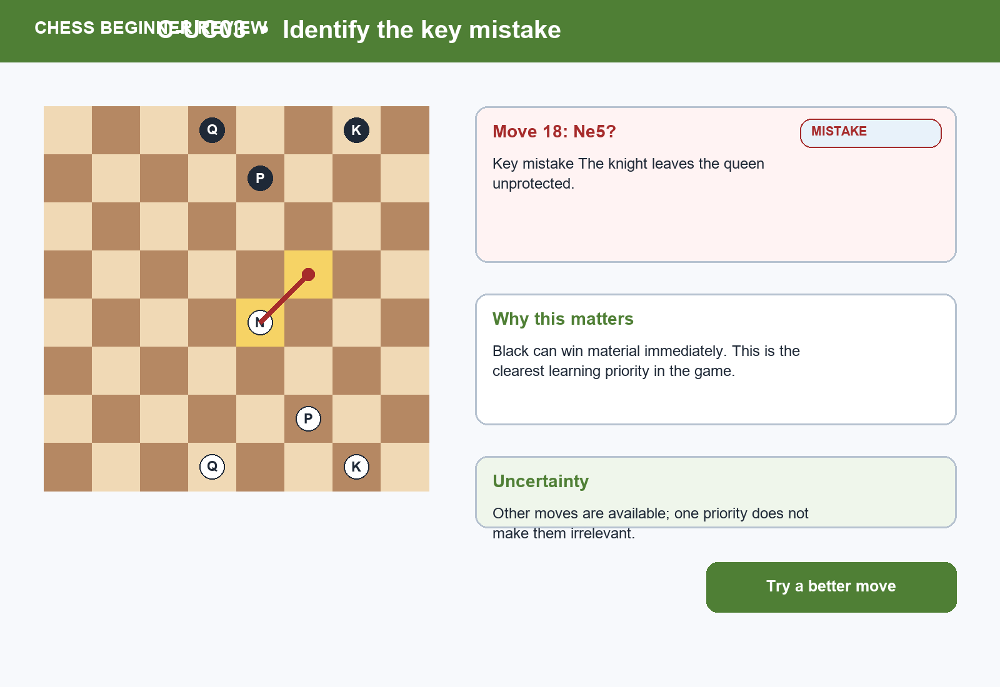 CHESS BEGINNER REVIEW
C-UC03 • Identify the key mistake
Q
K
P
N
P
Q
K
Move 18: Ne5?
MISTAKE
Key mistake The knight leaves the queen
unprotected.
Why this matters
Black can win material immediately. This is the
clearest learning priority in the game.
Uncertainty
Other moves are available; one priority does not
make them irrelevant.
Try a better move